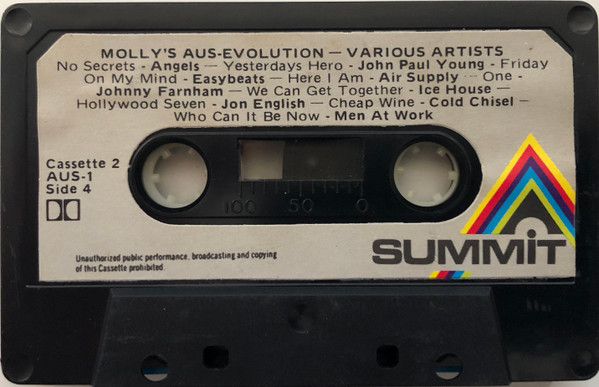 MOLLY'S AUS-EVOLUTION — VARIOUS ARTISTS
No Secrets - Angels — Yesterdays Hero - John Paul Young - Friday
On My Mind - Easybeats — Here I Am - Air Supply — One -
Johnny Farnham — We Can Get Together - Ice House —
Hollywood Seven - Jon English — Cheap Wine - Cold Chisel —
Who Can It Be Now - Men At Work
Cassette 2
AUS-1
Side 4
100 50 0
SUMMiT
Unauthorized public performance, broadcasting and copying
of this Cassette prohibited